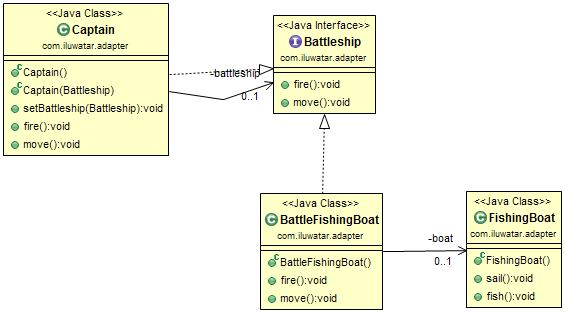 <<Java Class>>
Captain
com.iluwatar.adapter
Captain()
Captain(Battleship)
setBattleship(Battleship):void
fire():void
move():void
-battleship
0..1
<<Java Interface>>
Battleship
com.iluwatar.adapter
fire():void
move():void
<<Java Class>>
BattleFishingBoat
com.iluwatar.adapter
BattleFishingBoat()
fire():void
move():void
-boat
0..1
<<Java Class>>
FishingBoat
com.iluwatar.adapter
FishingBoat()
sail():void
fish():void